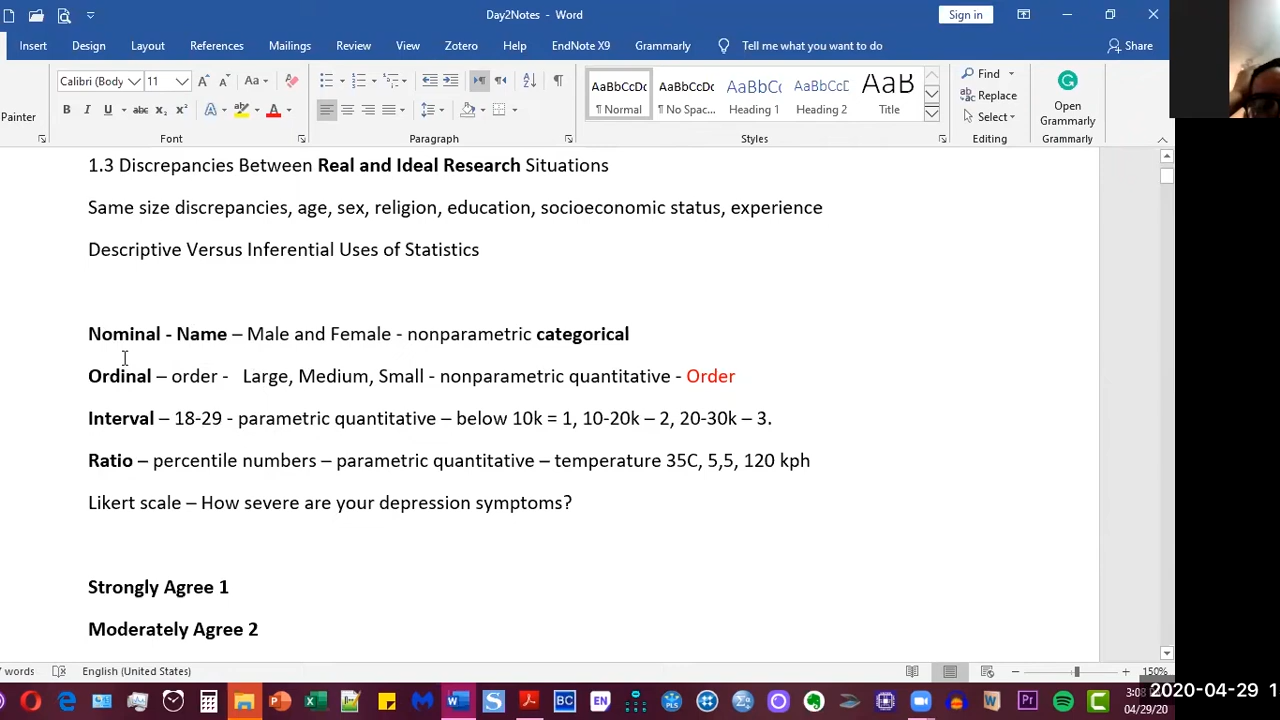 Day2Notes - Word
Sign in
Insert Design Layout References Mailings Review View Zotero Help EndNote X9 Grammarly Tell me what you want to do Share
Painter
Calibri (Body 11
Font
Paragraph
AaBbCcDc AaBbCcDc AaBbCc AaBbCcD AaB
¶ Normal ¶ No Spac... Heading 1 Heading 2 Title
Styles
Find
Replace
Select
Editing
Open
Grammarly
Grammarly
1.3 Discrepancies Between Real and Ideal Research Situations
Same size discrepancies, age, sex, religion, education, socioeconomic status, experience
Descriptive Versus Inferential Uses of Statistics
Nominal - Name – Male and Female - nonparametric categorical
Ordinal – order - Large, Medium, Small - nonparametric quantitative - Order
Interval – 18-29 - parametric quantitative – below 10k = 1, 10-20k – 2, 20-30k – 3.
Ratio – percentile numbers – parametric quantitative – temperature 35C, 5,5, 120 kph
Likert scale – How severe are your depression symptoms?
Strongly Agree 1
Moderately Agree 2
words English (United States) 150%
3:08
04/29/20
2020-04-29 1